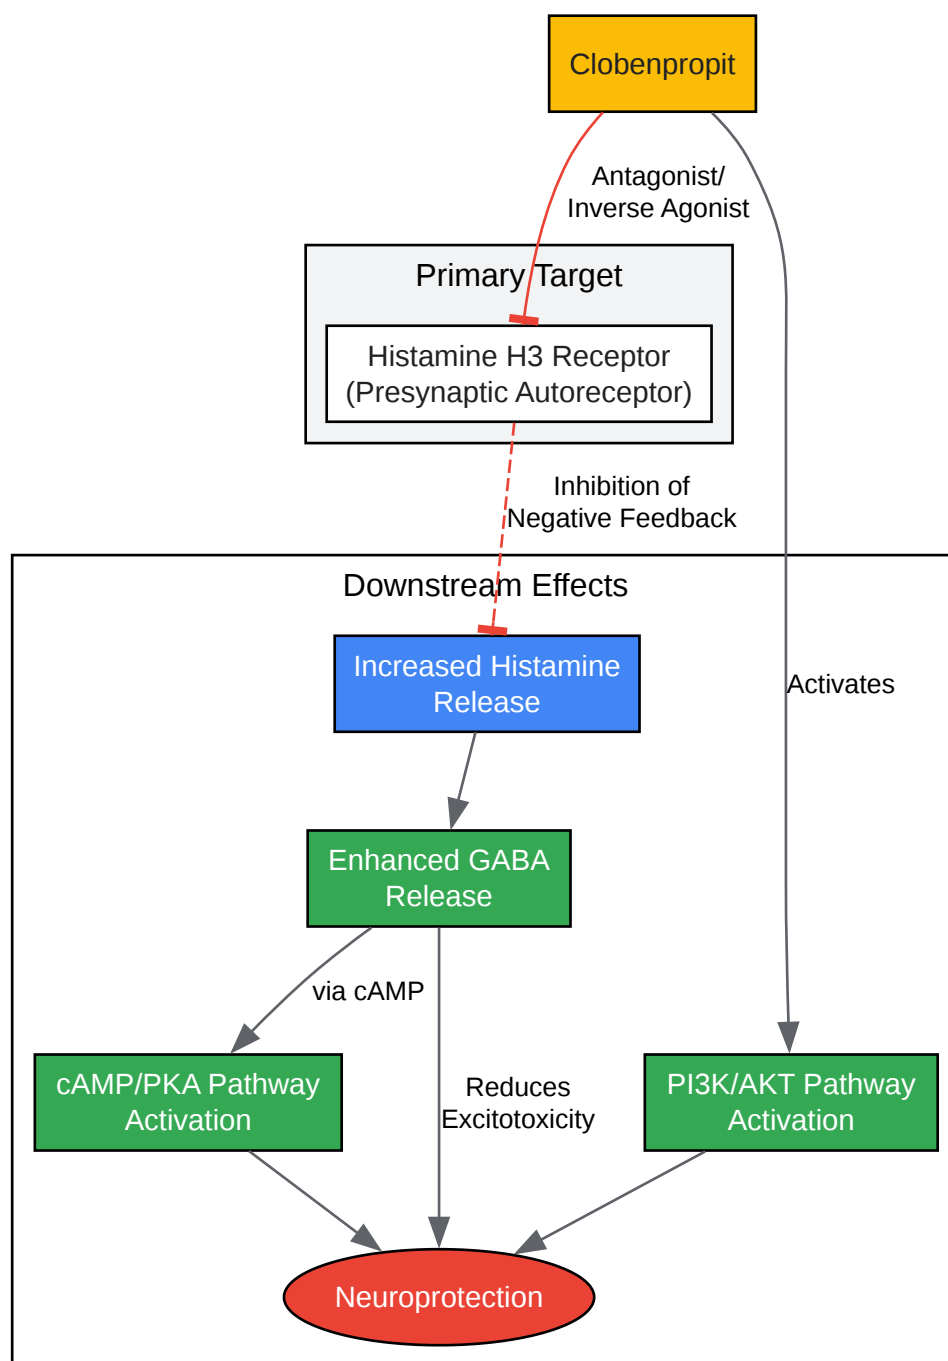 Clobenpropit
Antagonist/
Inverse Agonist
Primary Target
Histamine H3 Receptor
(Presynaptic Autoreceptor)
Inhibition of
Negative Feedback
Downstream Effects
Increased Histamine
Release
Activates
Enhanced GABA
Release
via cAMP
cAMP/PKA Pathway
Activation
Reduces
Excitotoxicity
PI3K/AKT Pathway
Activation
Neuroprotection